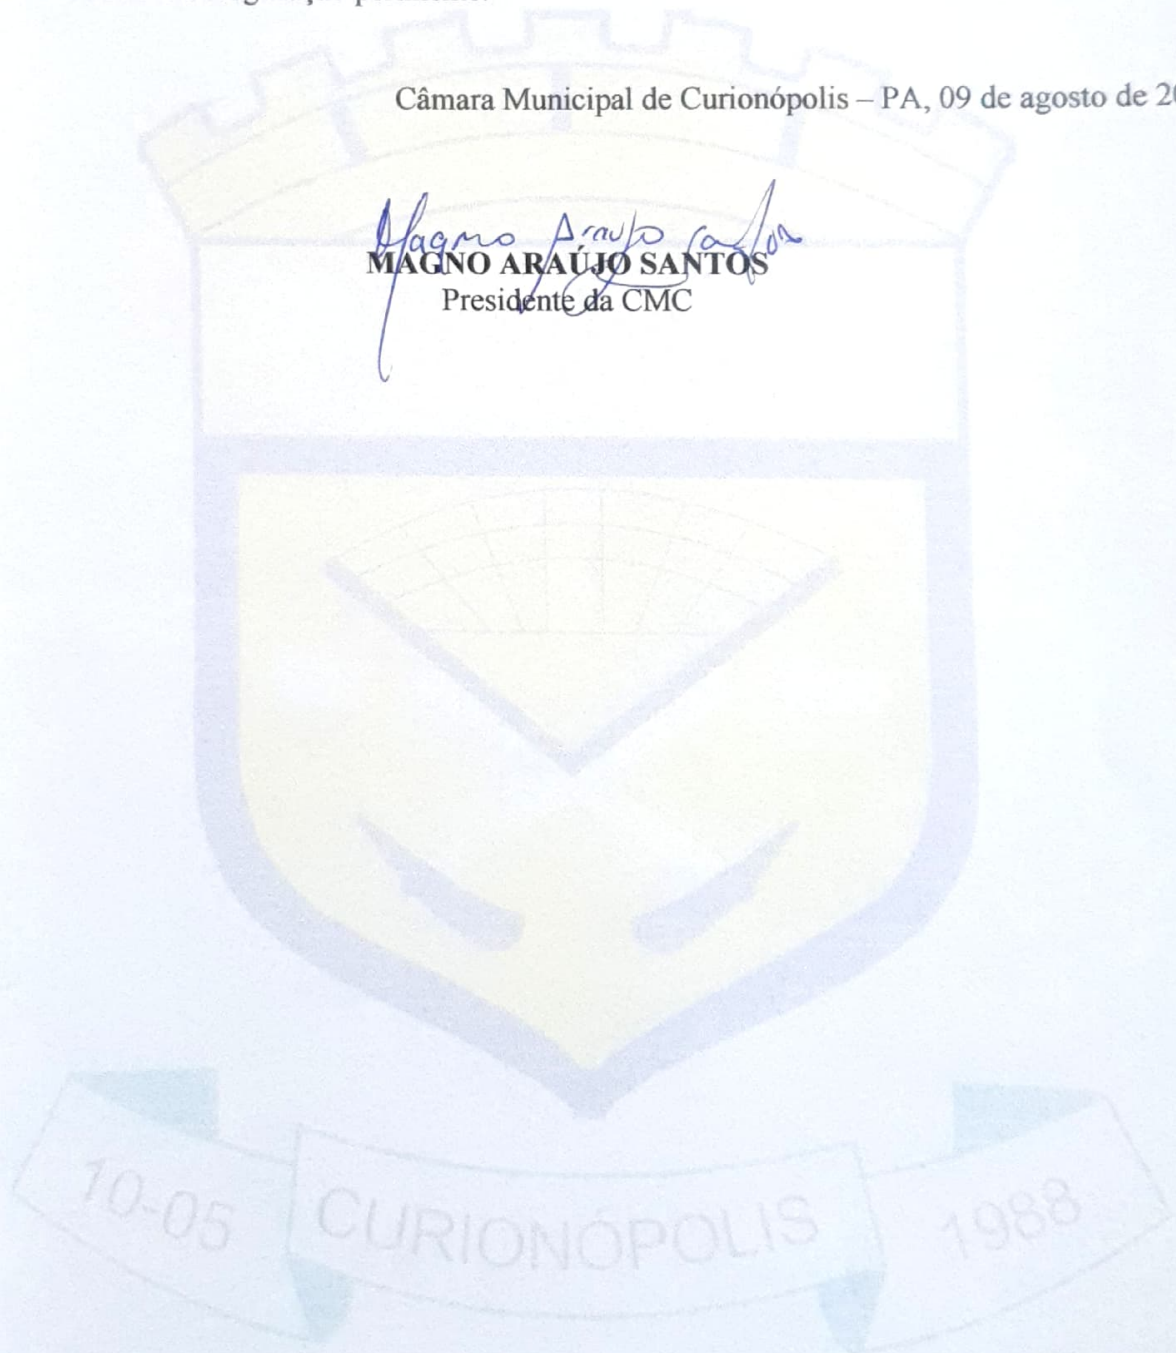 Câmara Municipal de Curionópolis – PA, 09 de agosto de
Magno Araujo Santos
MAGNO ARAÚJO SANTOS
Presidente da CMC
10-05 CURIONÓPOLIS 1988